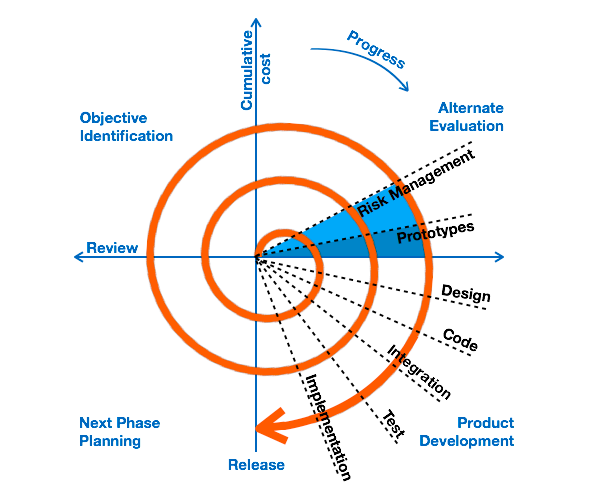 Cumulative
cost
Progress
Objective
Identification
Alternate
Evaluation
Risk Management
Prototypes
Review
Design
Code
Integration
Test
Implementation
Next Phase
Planning
Product
Development
Release